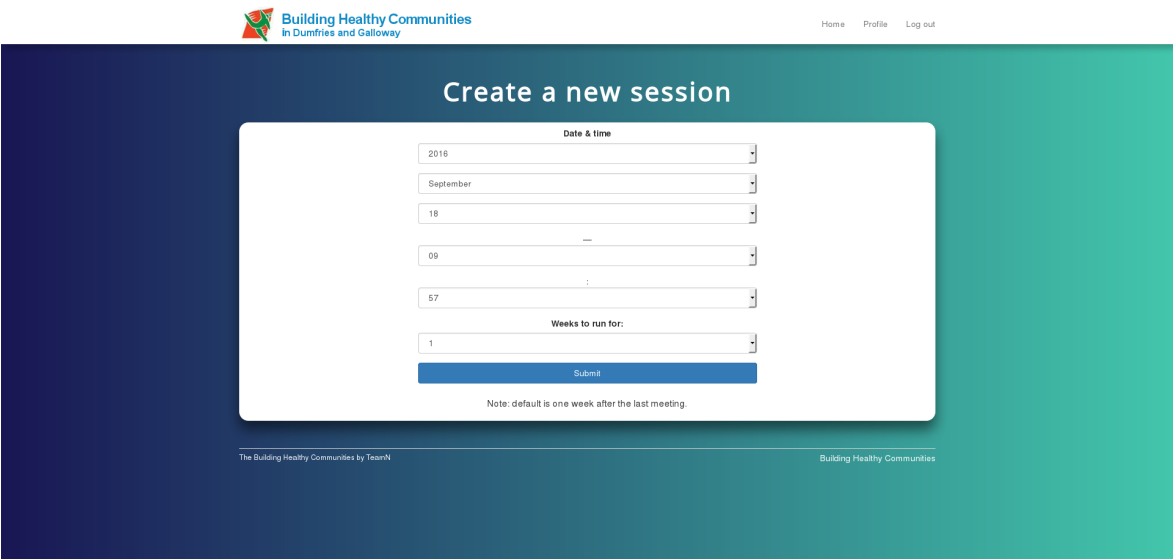 Building Healthy Communities
in Dumfries and Galloway
Home Profile Log out
Create a new session
Date & time
2016
September
18
—
09
:
57
Weeks to run for:
1
Submit
Note: default is one week after the last meeting.
The Building Healthy Communities by TeamN
Building Healthy Communities